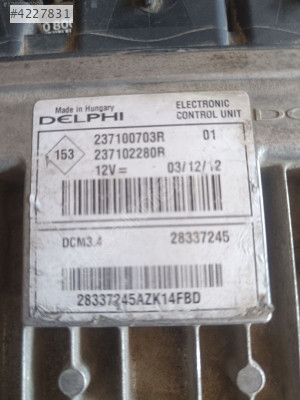 #4227831
Made in Hungary
DELPHI
ELECTRONIC
CONTROL UNIT
153
237100703R 01
237102280R
12V= 03/12/12
DCM3.4 28337245
28337245AZK14FBD